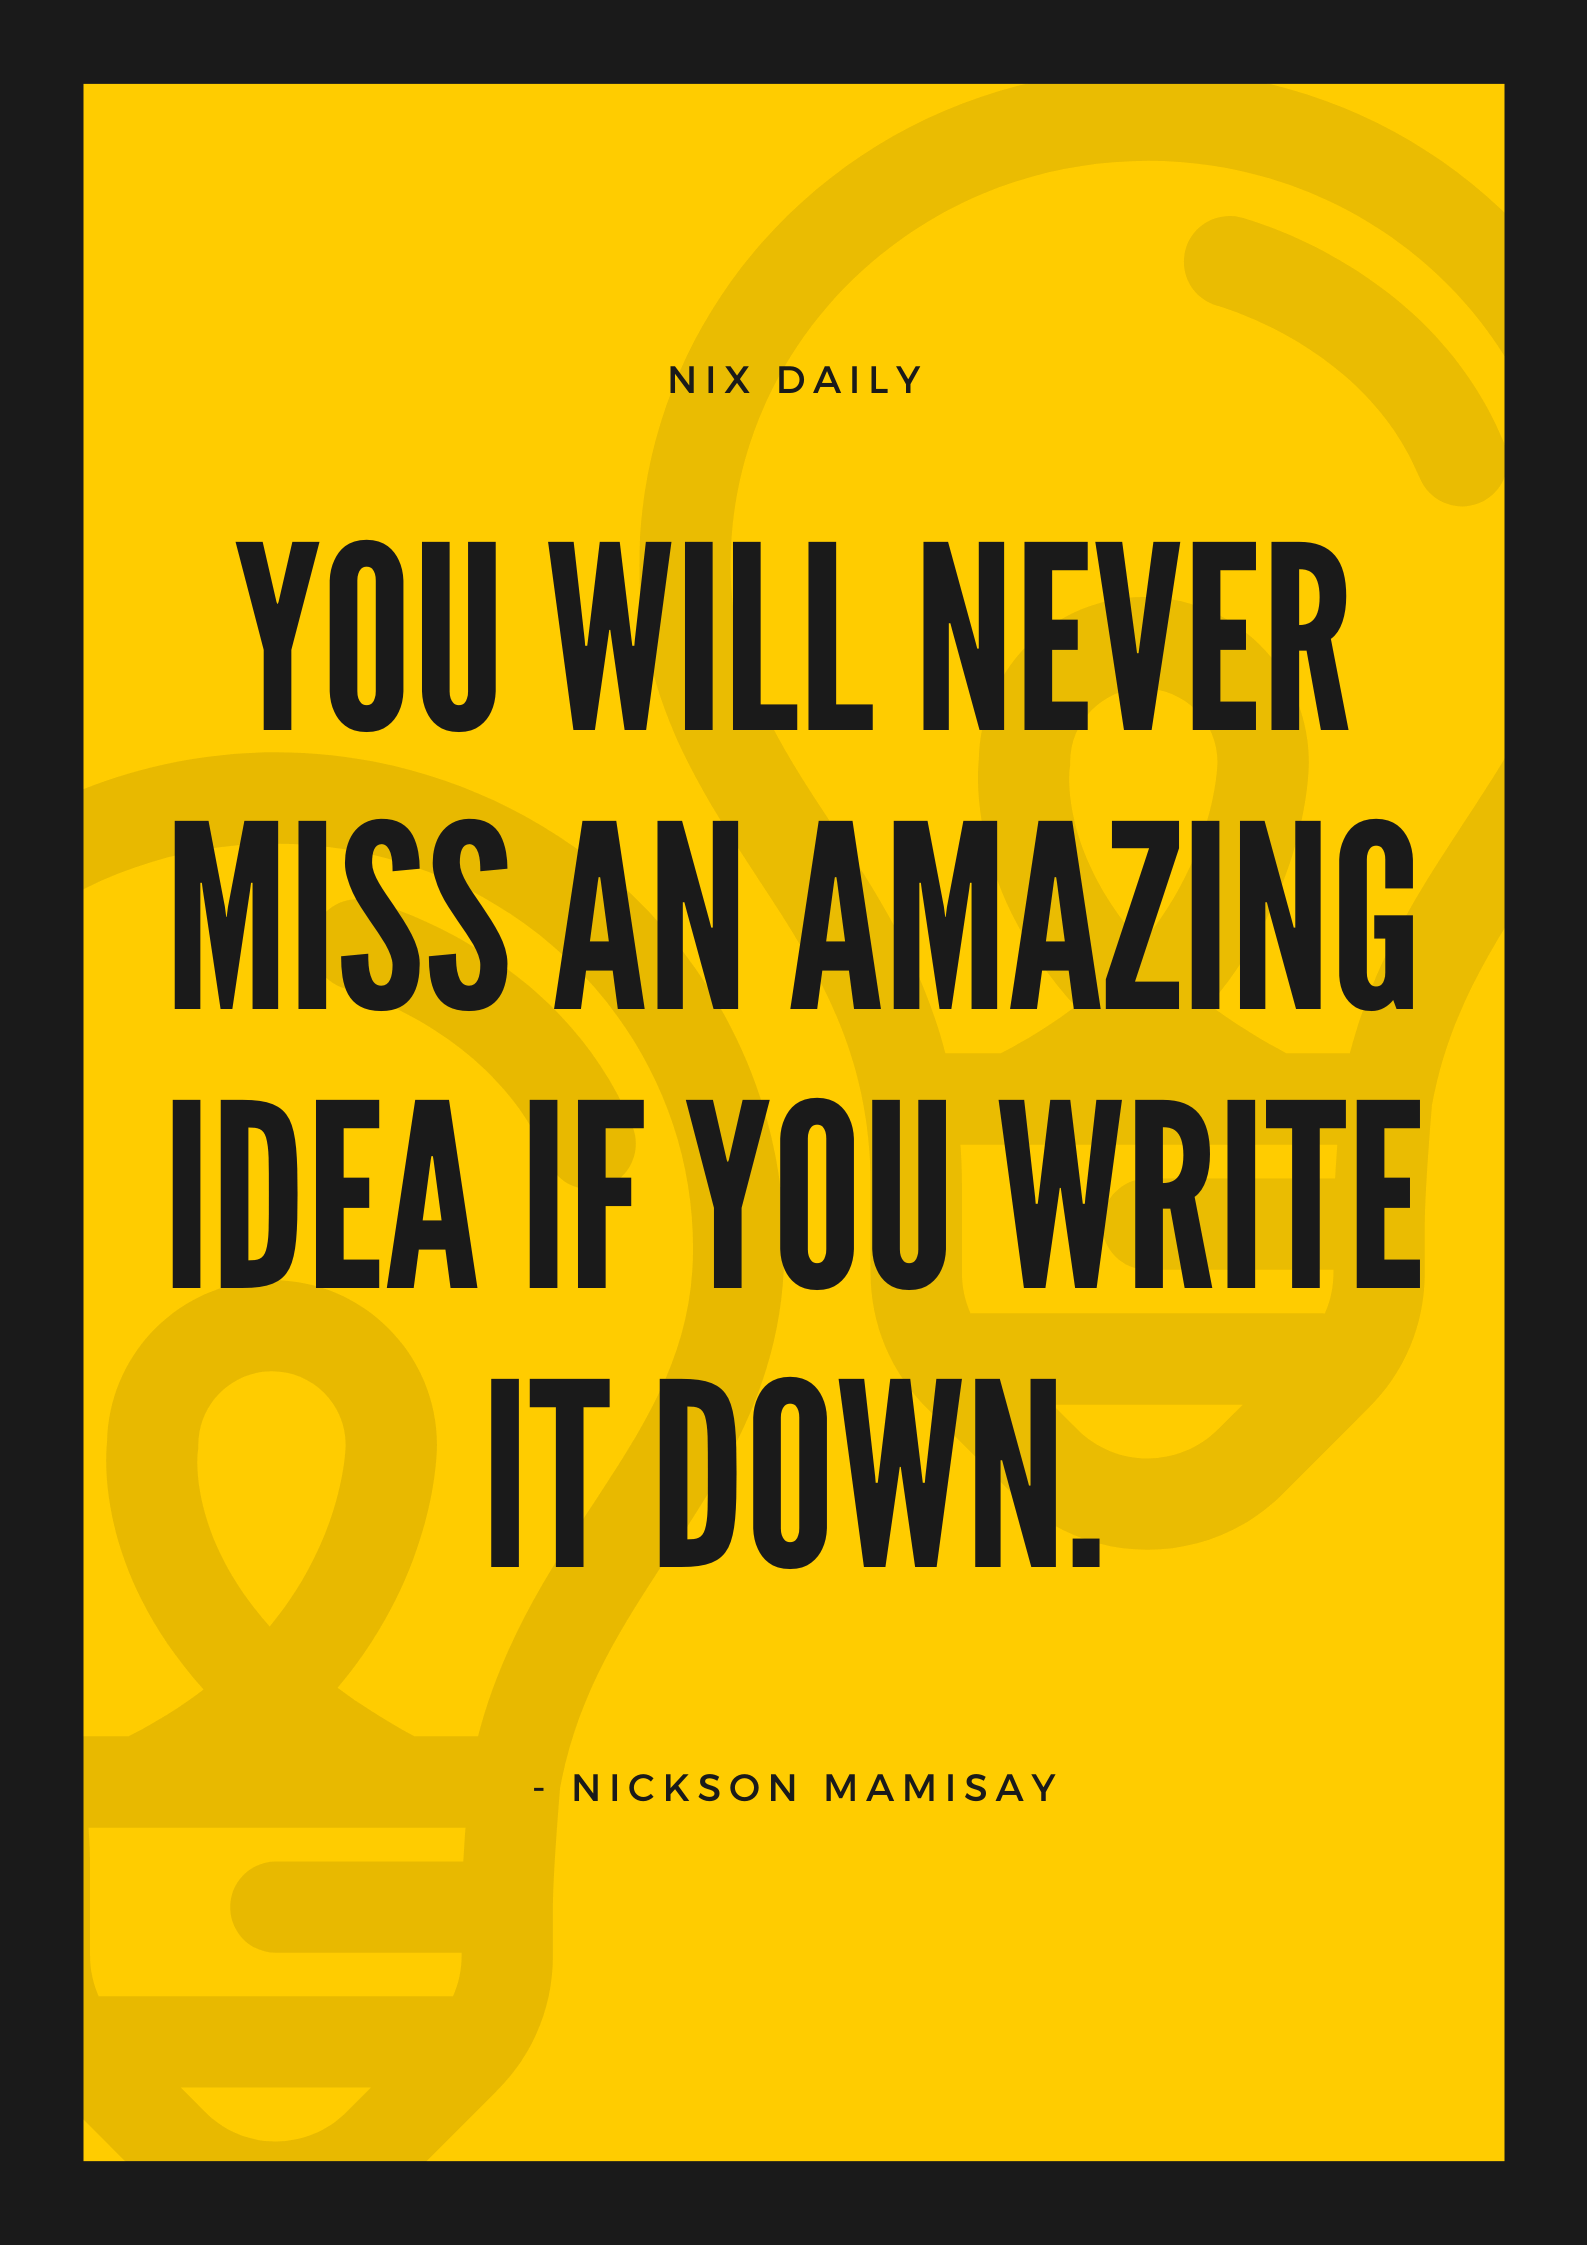 NIX DAILY
YOU WILL NEVER
MISS AN AMAZING
IDEA IF YOU WRITE
IT DOWN.
- NICKSON MAMISAY